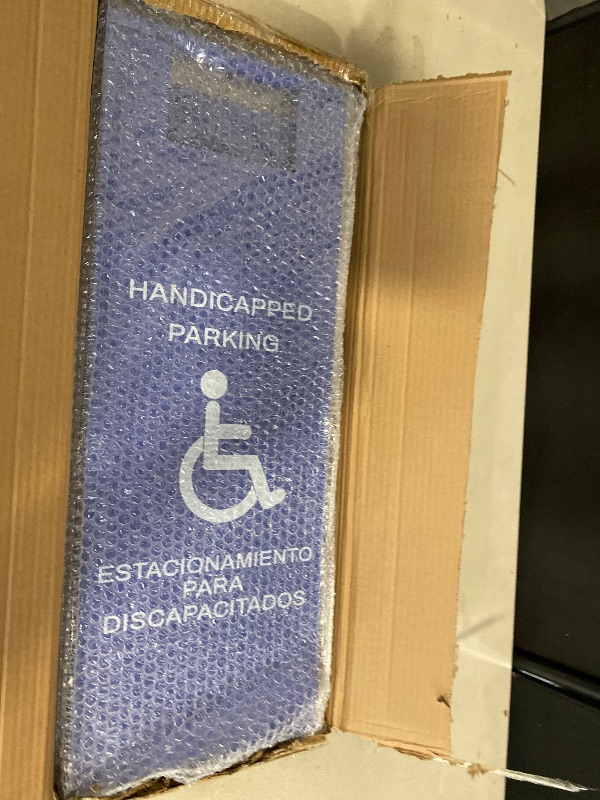 HANDICAPPED
PARKING
ESTACIONAMIENTO
PARA
DISCAPACITADOS